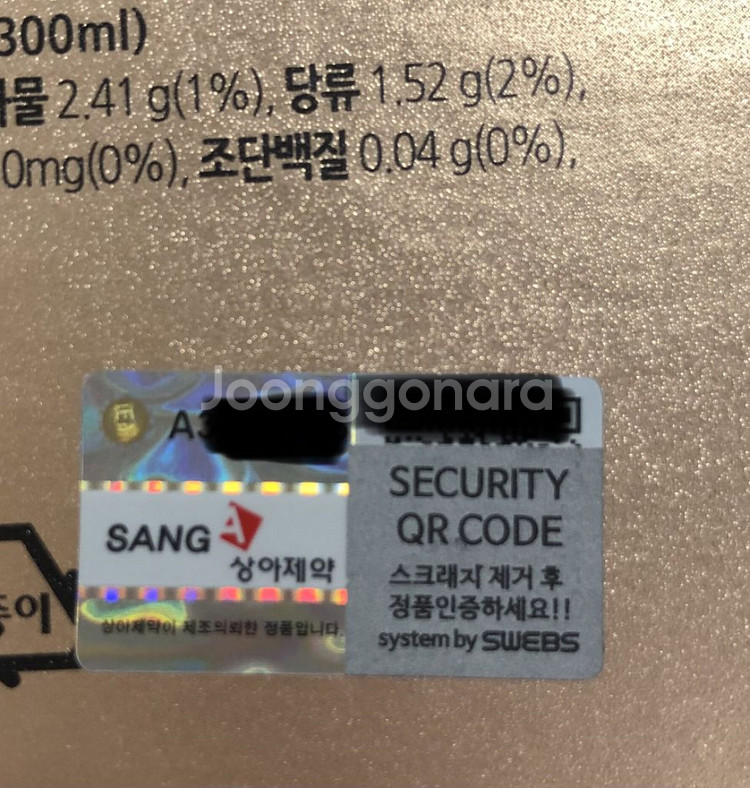 300ml)
물 2.41 g(1%), 당류 1.52 g(2%),
0mg(0%), 조단백질 0.04 g(0%),
Joonggonara
A3
SANG A
상아제약
상아제약이 제조의뢰한 정품입니다.
SECURITY
QR CODE
스크래치 제거 후
정품인증하세요!!
system by SWEBS
종이